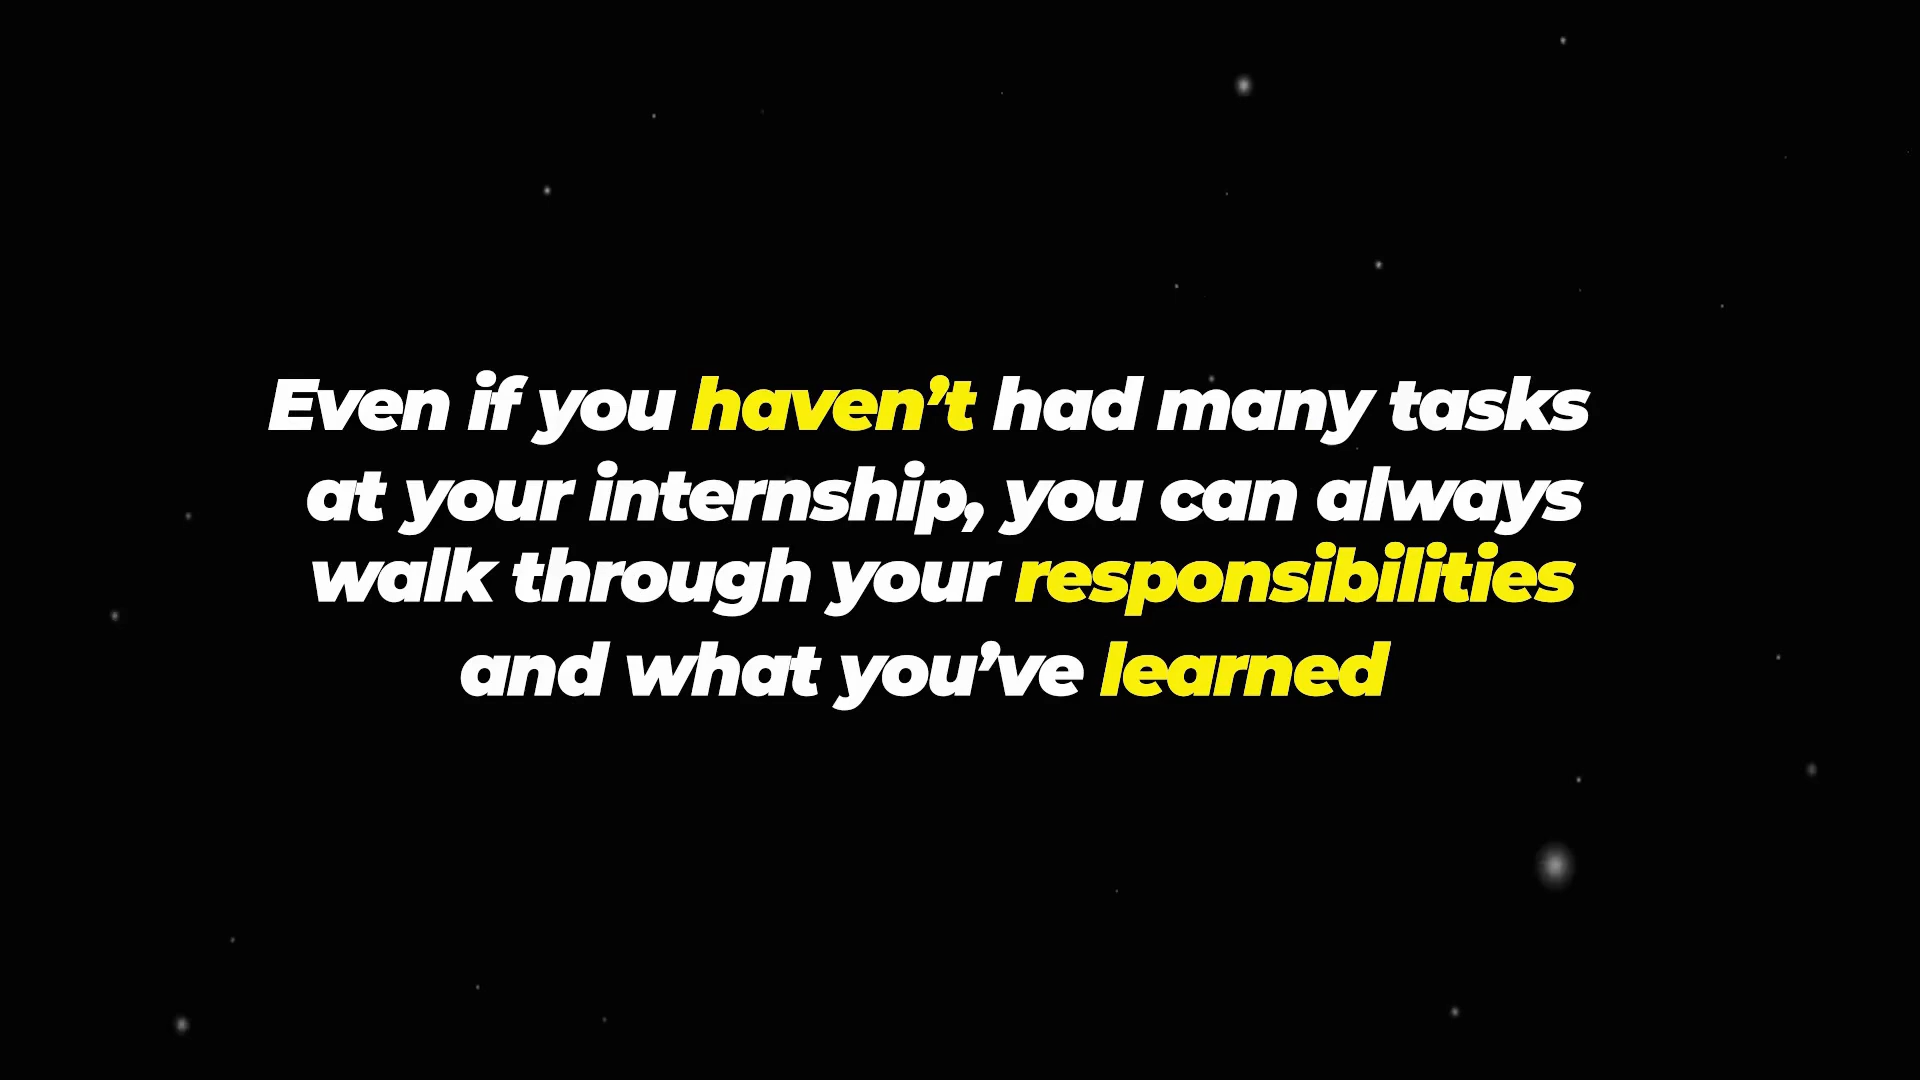 Even if you haven’t had many tasks
at your internship, you can always
walk through your responsibilities
and what you’ve learned